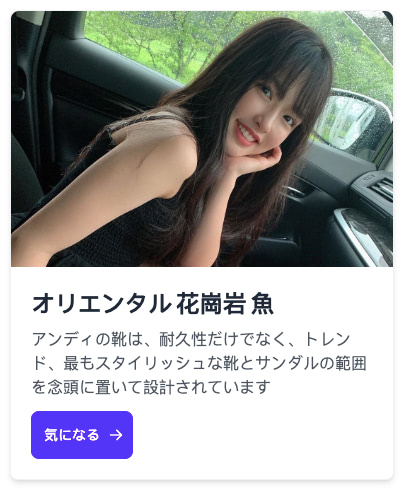 オリエンタル 花崗岩 魚
アンディの靴は、耐久性だけでなく、トレン
ド、最もスタイリッシュな靴とサンダルの範囲
を念頭に置いて設計されています
気になる →